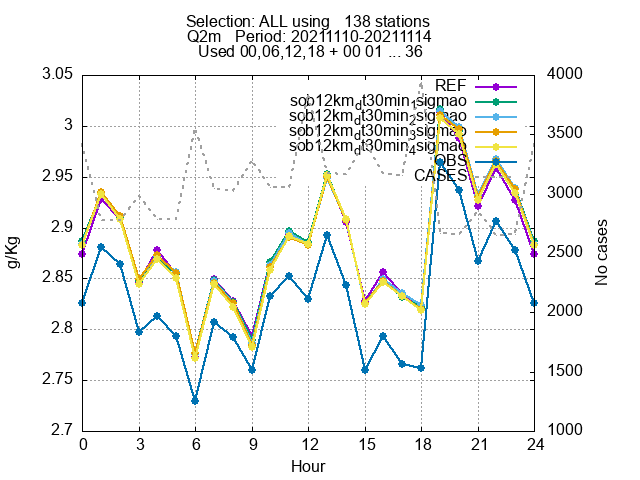 Selection: ALL using   138 stations
Q2m   Period: 20211110-20211114
Used 00,06,12,18 + 00 01 ... 36
REF
sob12km_dt30min_1sigmao
sob12km_dt30min_2sigmao
sob12km_dt30min_3sigmao
sob12km_dt30min_4sigmao
OBS
CASES
3.05
3
2.95
2.9
2.85
2.8
2.75
2.7
g/Kg
4000
3500
3000
2500
2000
1500
1000
No cases
0 3 6 9 12 15 18 21 24
Hour